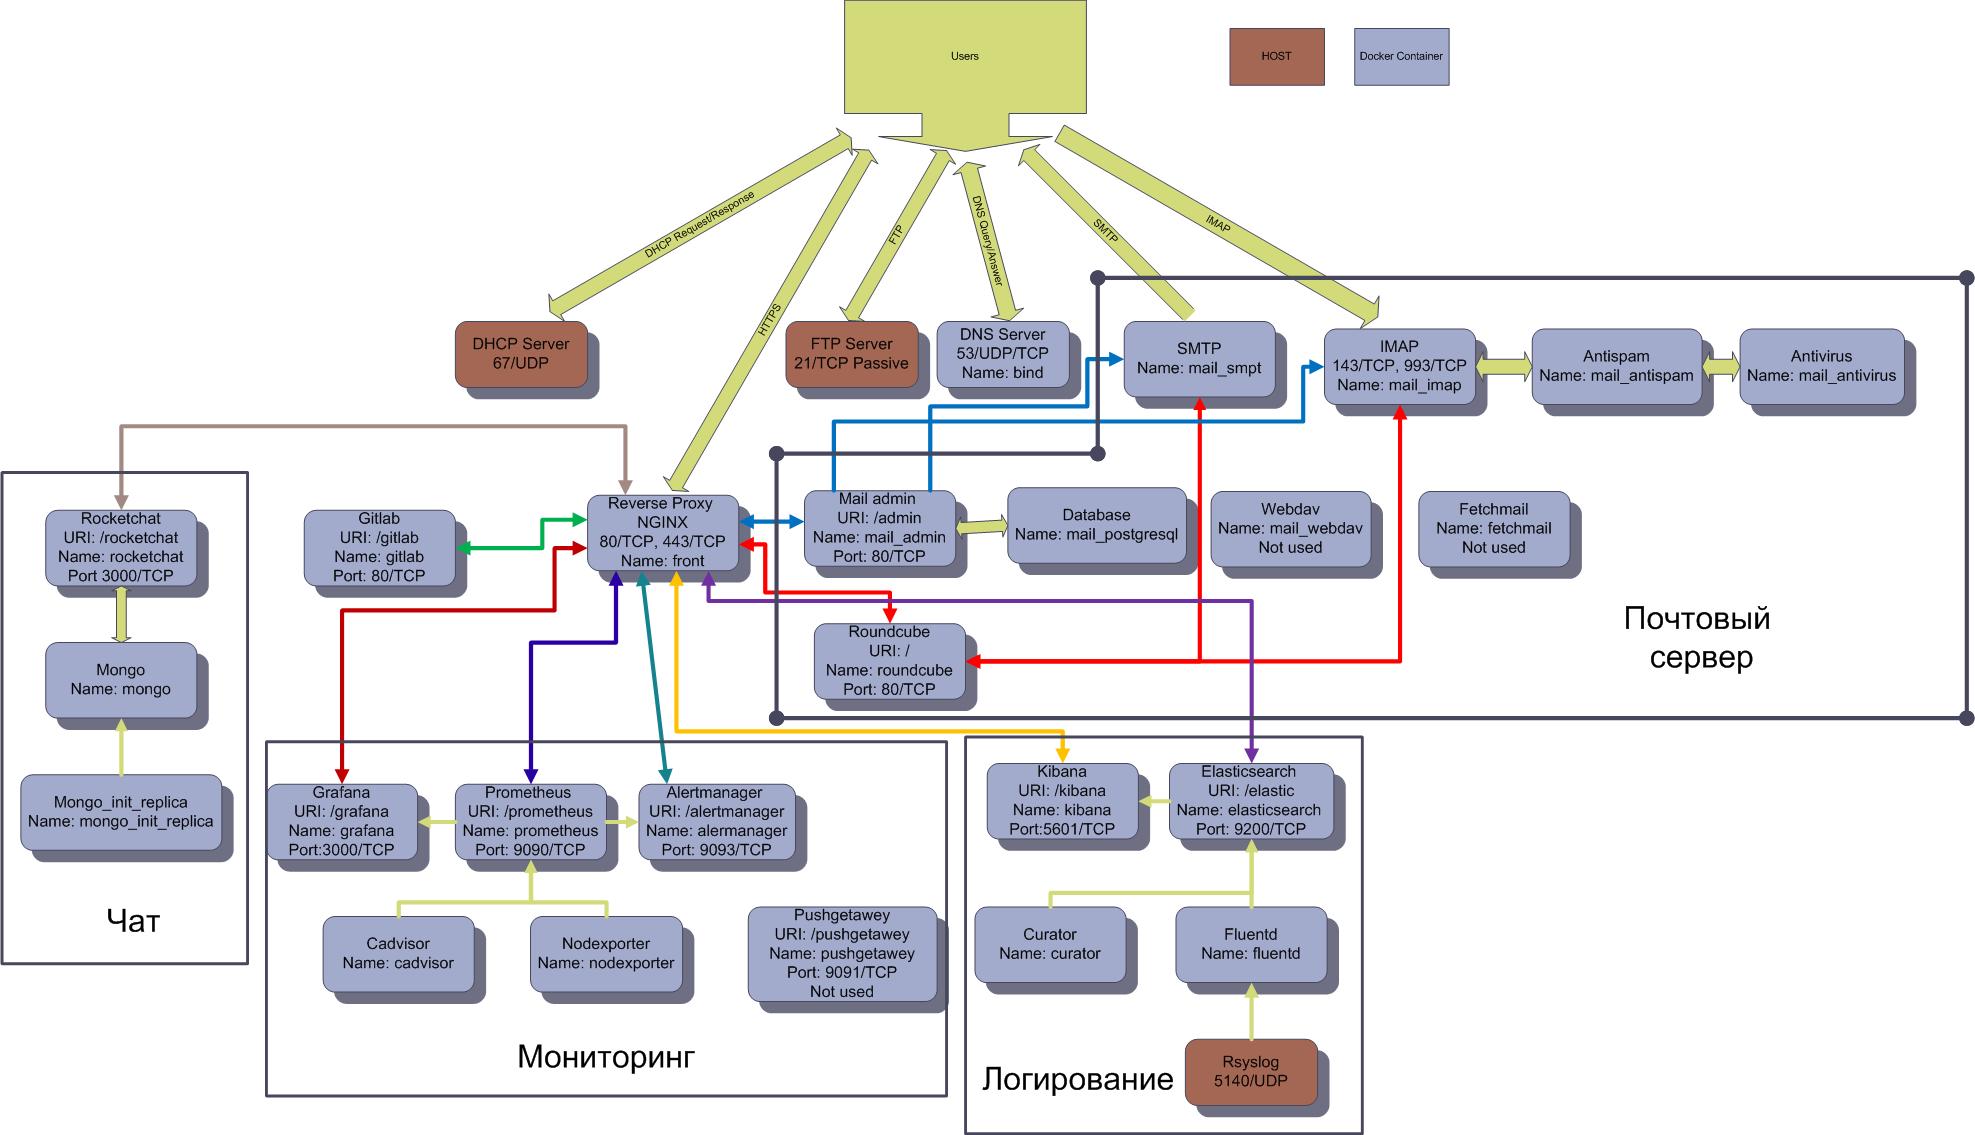 Users
HOST
Docker Container
DHCP Request/Response
HTTPS
FTP
DNS Query/Answer
SMTP
IMAP
DHCP Server
67/UDP
FTP Server
21/TCP Passive
DNS Server
53/UDP/TCP
Name: bind
SMTP
Name: mail_smpt
IMAP
143/TCP, 993/TCP
Name: mail_imap
Antispam
Name: mail_antispam
Antivirus
Name: mail_antivirus
Rocketchat
URI: /rocketchat
Name: rocketchat
Port 3000/TCP
Gitlab
URI: /gitlab
Name: gitlab
Port: 80/TCP
Reverse Proxy
NGINX
80/TCP, 443/TCP
Name: front
Mail admin
URI: /admin
Name: mail_admin
Port: 80/TCP
Database
Name: mail_postgresql
Webdav
Name: mail_webdav
Not used
Fetchmail
Name: fetchmail
Not used
Почтовый
сервер
Roundcube
URI: /
Name: roundcube
Port: 80/TCP
Mongo
Name: mongo
Mongo_init_replica
Name: mongo_init_replica
Чат
Grafana
URI: /grafana
Name: grafana
Port:3000/TCP
Prometheus
URI: /prometheus
Name: prometheus
Port: 9090/TCP
Alertmanager
URI: /alertmanager
Name: alermanager
Port: 9093/TCP
Cadvisor
Name: cadvisor
Nodexporter
Name: nodexporter
Pushgetawey
URI: /pushgetawey
Name: pushgetawey
Port: 9091/TCP
Not used
Мониторинг
Kibana
URI: /kibana
Name: kibana
Port:5601/TCP
Elasticsearch
URI: /elastic
Name: elasticsearch
Port: 9200/TCP
Curator
Name: curator
Fluentd
Name: fluentd
Rsyslog
5140/UDP
Логирование